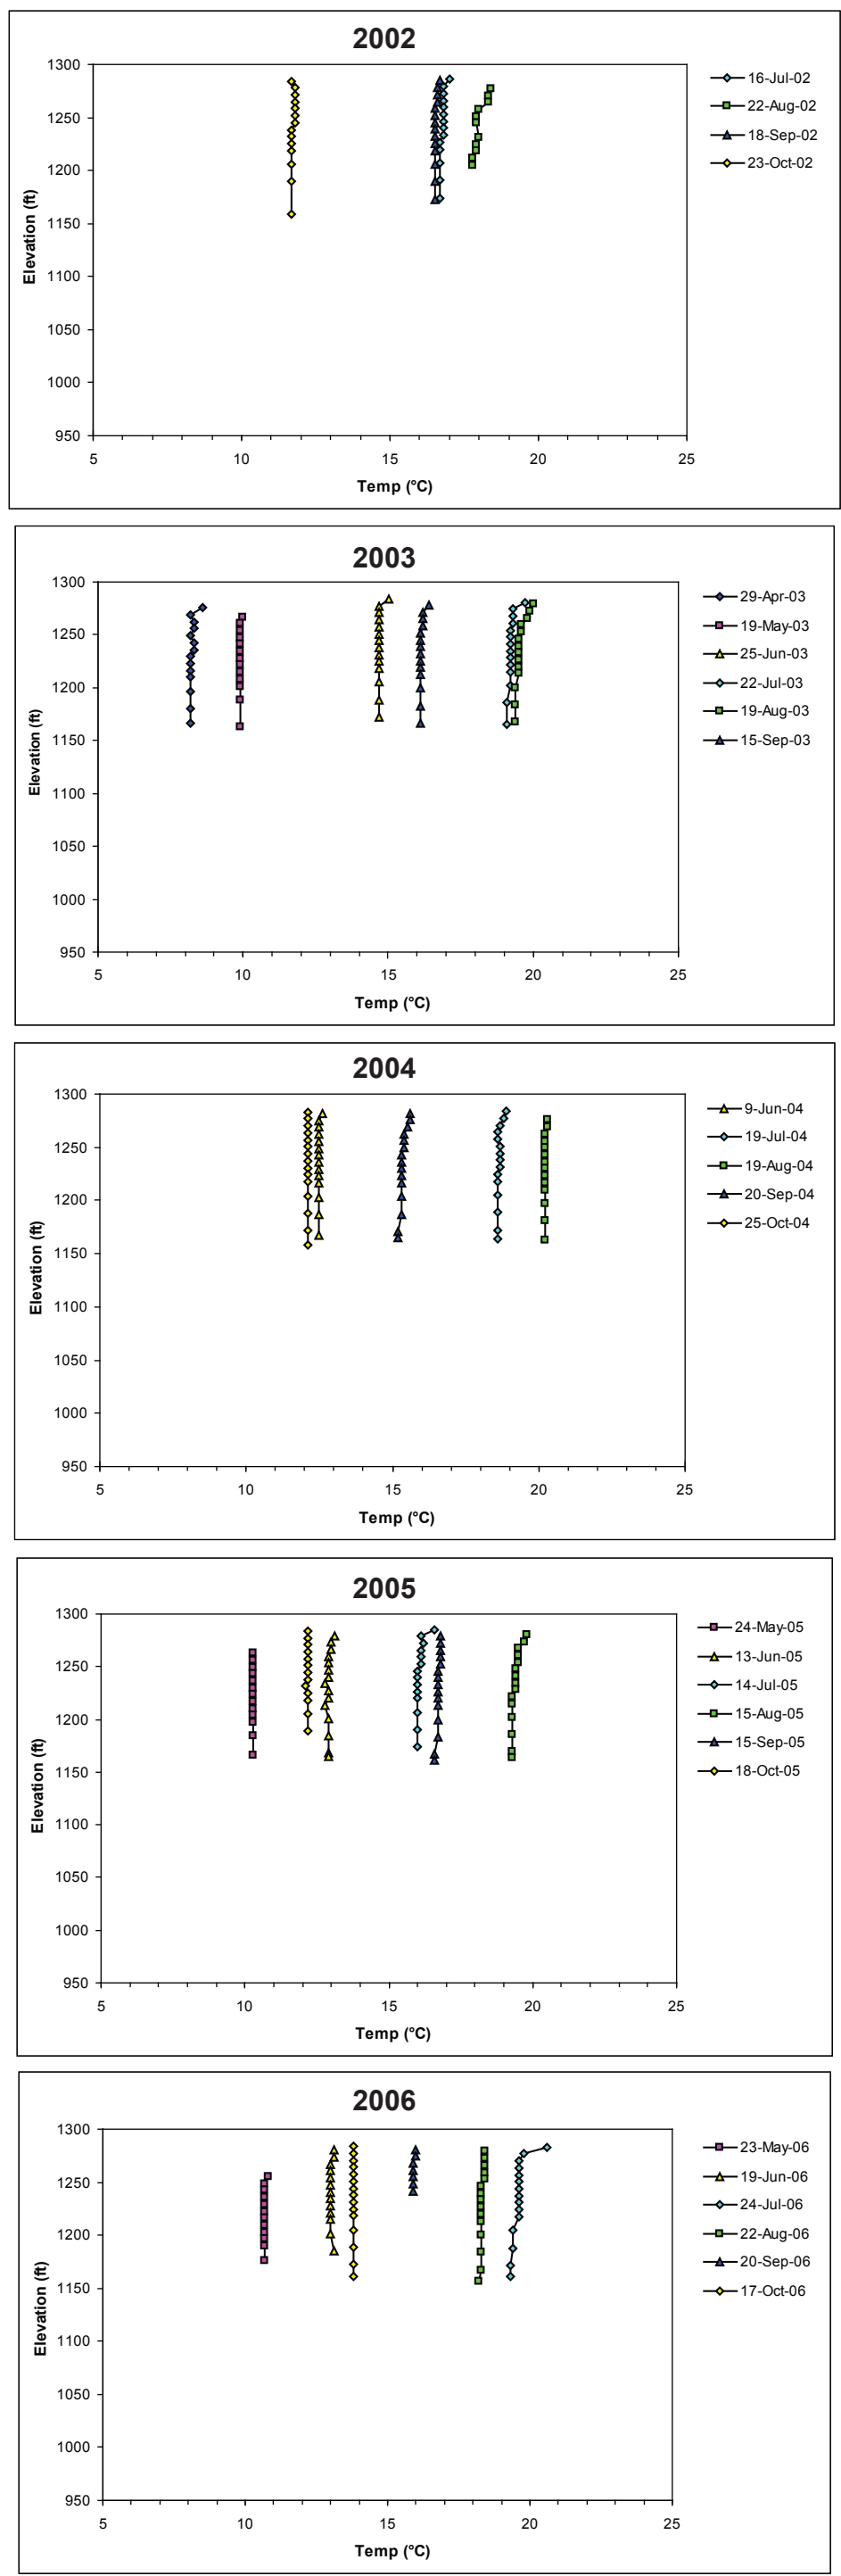 2002
1300
1250
1200
1150
1100
1050
1000
950
Elevation (ft)
5 10 15 20 25
Temp (°C)
16-Jul-02
22-Aug-02
18-Sep-02
23-Oct-02
2003
1300
1250
1200
1150
1100
1050
1000
950
Elevation (ft)
5 10 15 20 25
Temp (°C)
29-Apr-03
19-May-03
25-Jun-03
22-Jul-03
19-Aug-03
15-Sep-03
2004
1300
1250
1200
1150
1100
1050
1000
950
Elevation (ft)
5 10 15 20 25
Temp (°C)
9-Jun-04
19-Jul-04
19-Aug-04
20-Sep-04
25-Oct-04
2005
1300
1250
1200
1150
1100
1050
1000
950
Elevation (ft)
5 10 15 20 25
Temp (°C)
24-May-05
13-Jun-05
14-Jul-05
15-Aug-05
15-Sep-05
18-Oct-05
2006
1300
1250
1200
1150
1100
1050
1000
950
Elevation (ft)
5 10 15 20 25
Temp (°C)
23-May-06
19-Jun-06
24-Jul-06
22-Aug-06
20-Sep-06
17-Oct-06